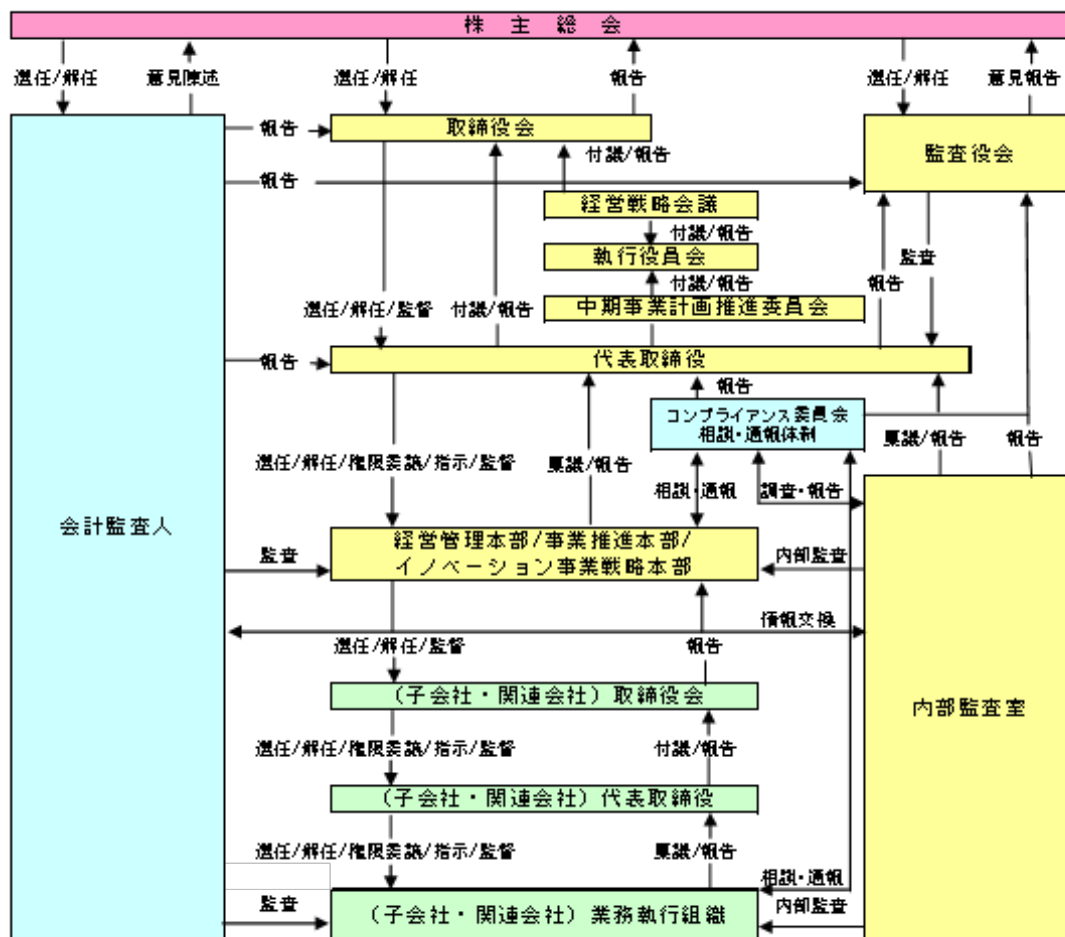 株主総会
選任/解任
意見陳述
選任/解任
報告
選任/解任
意見報告
報告
取締役会
監査役会
付議/報告
報告
経営戦略会議
付議/報告
執行役員会
監査
報告
付議/報告
中期事業計画推進委員会
選任/解任/監督
付議/報告
報告
代表取締役
報告
コンプライアンス委員会
相談・通報体制
稟議/報告
報告
選任/解任/権限委譲/指示/監督
稟議/報告
相談・通報
調査・報告
会計監査人
経営管理本部/事業推進本部/
イノベーション事業戦略本部
監査
内部監査
情報交換
選任/解任/監督
報告
(子会社・関連会社)取締役会
内部監査室
選任/解任/権限委譲/指示/監督
付議/報告
(子会社・関連会社)代表取締役
選任/解任/権限委譲/指示/監督
稟議/報告
相談・通報
監査
(子会社・関連会社)業務執行組織
内部監査